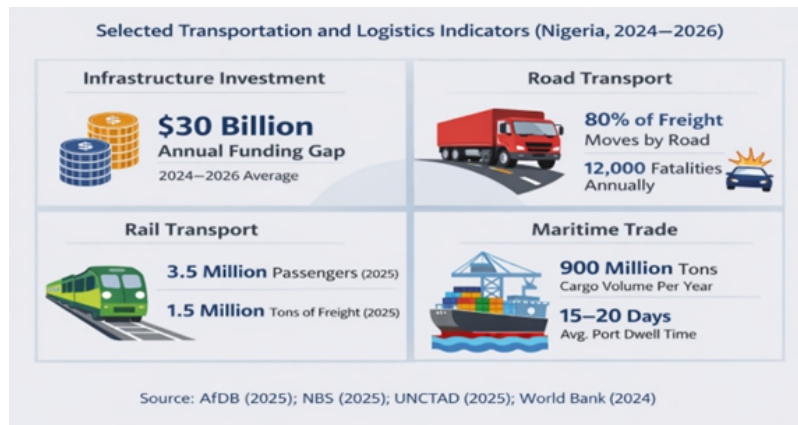 Selected Transportation and Logistics Indicators (Nigeria, 2024–2026)
Infrastructure Investment
$30 Billion
Annual Funding Gap
2024–2026 Average
Road Transport
80% of Freight
Moves by Road
12,000 Fatalities
Annually
Rail Transport
3.5 Million Passengers (2025)
1.5 Million Tons of Freight (2025)
Maritime Trade
900 Million Tons
Cargo Volume Per Year
15–20 Days
Avg. Port Dwell Time
Source: AfDB (2025); NBS (2025); UNCTAD (2025); World Bank (2024)